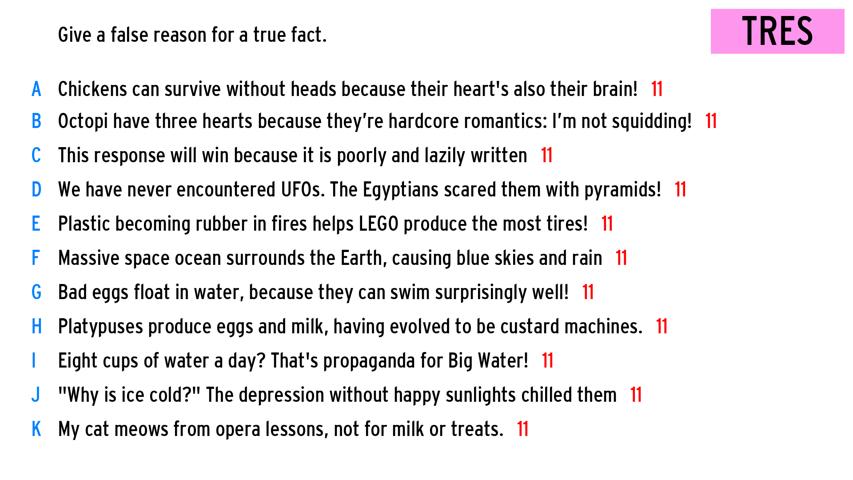 Give a false reason for a true fact.
TRES
A Chickens can survive without heads because their heart's also their brain! 11
B Octopi have three hearts because they’re hardcore romantics: I’m not squidding! 11
C This response will win because it is poorly and lazily written 11
D We have never encountered UFOs. The Egyptians scared them with pyramids! 11
E Plastic becoming rubber in fires helps LEGO produce the most tires! 11
F Massive space ocean surrounds the Earth, causing blue skies and rain 11
G Bad eggs float in water, because they can swim surprisingly well! 11
H Platypuses produce eggs and milk, having evolved to be custard machines. 11
I Eight cups of water a day? That's propaganda for Big Water! 11
J "Why is ice cold?" The depression without happy sunlights chilled them 11
K My cat meows from opera lessons, not for milk or treats. 11